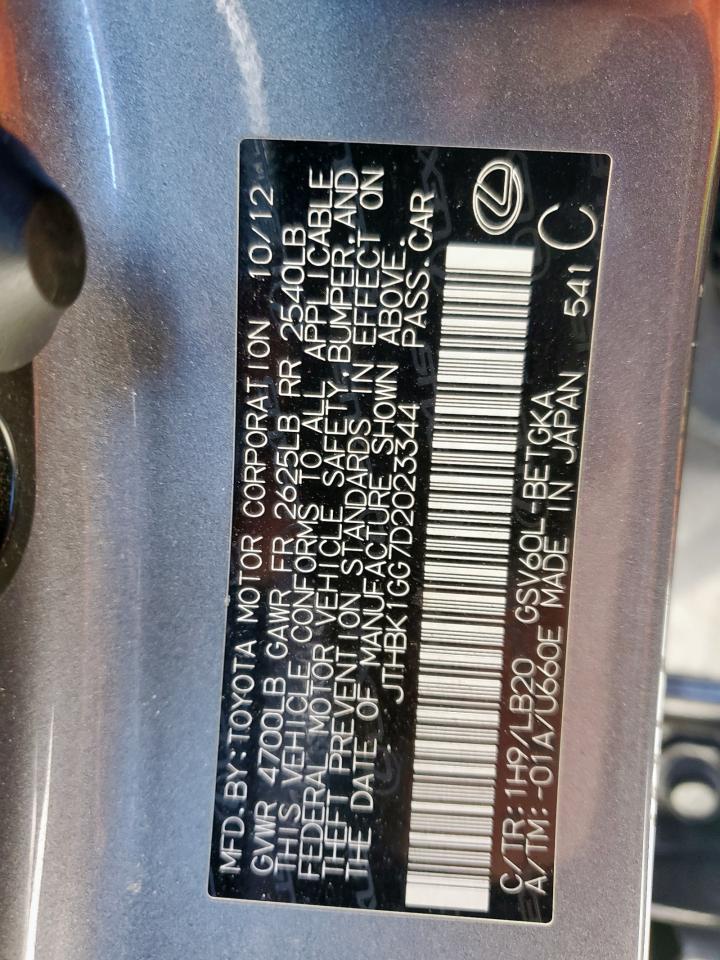 MFD. BY: TOYOTA MOTOR CORPORATION 10/12
GVWR 4700LB GAWR FR 2625LB RR 2540LB
THIS VEHICLE CONFORMS TO ALL APPLICABLE
FEDERAL MOTOR VEHICLE SAFETY, BUMPER, AND
THEFT PREVENTION STANDARDS IN EFFECT ON
THE DATE OF MANUFACTURE SHOWN ABOVE.
JTHBK1GG7D2023344 PASS. CAR
C/TR: 1H9/LB20 GSV60L-BETGKA
A/TM: -01A/U660E MADE IN JAPAN 541 C